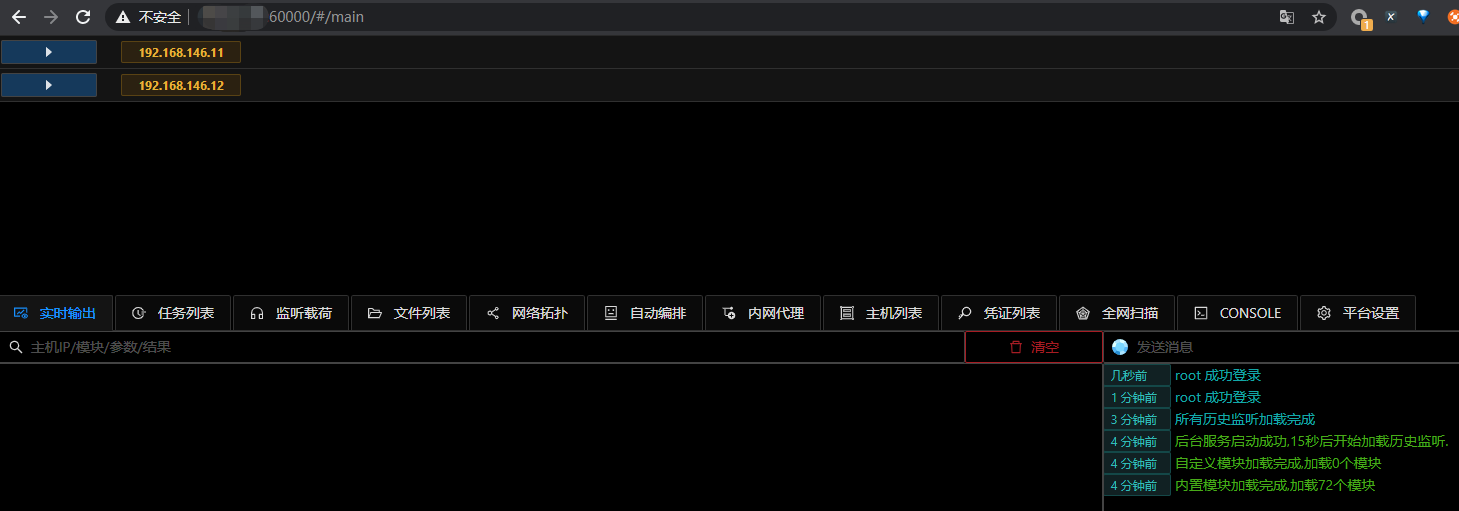 不安全 60000/#/main
1
192.168.146.11
192.168.146.12
实时输出 任务列表 监听载荷 文件列表 网络拓扑 自动编排 内网代理 主机列表 凭证列表 全网扫描 CONSOLE 平台设置
主机IP/模块/参数/结果 清空 发送消息
几秒前 root 成功登录
1 分钟前 root 成功登录
3 分钟前 所有历史监听加载完成
4 分钟前 后台服务启动成功,15秒后开始加载历史监听.
4 分钟前 自定义模块加载完成,加载0个模块
4 分钟前 内置模块加载完成,加载72个模块